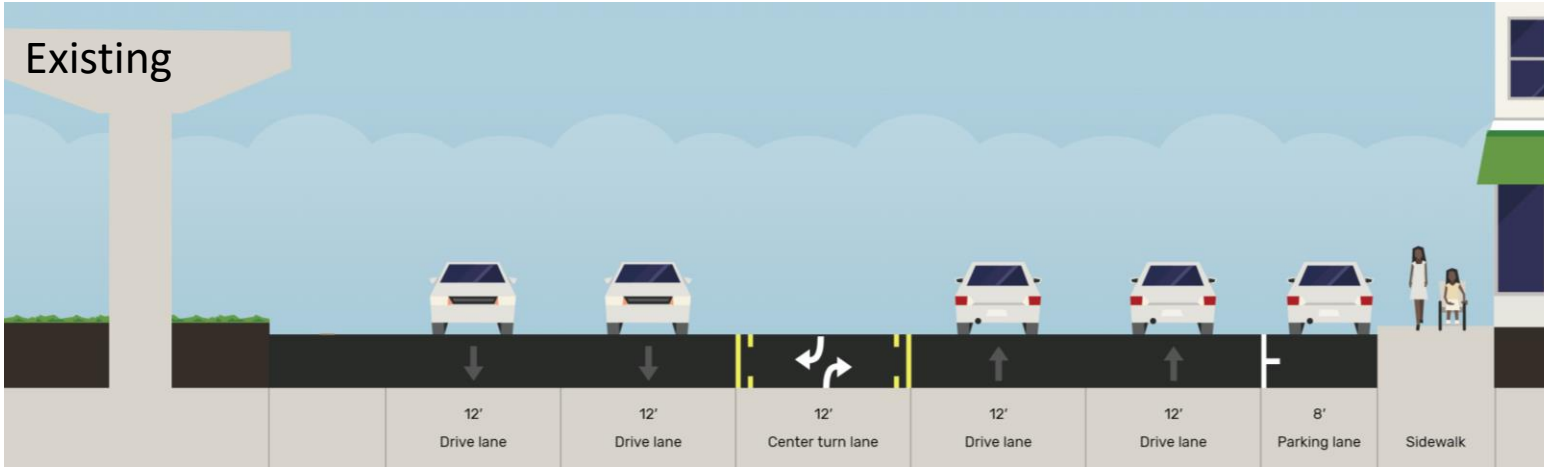 Existing
12'
Drive lane
12'
Drive lane
12'
Center turn lane
12'
Drive lane
12'
Drive lane
8'
Parking lane
Sidewalk